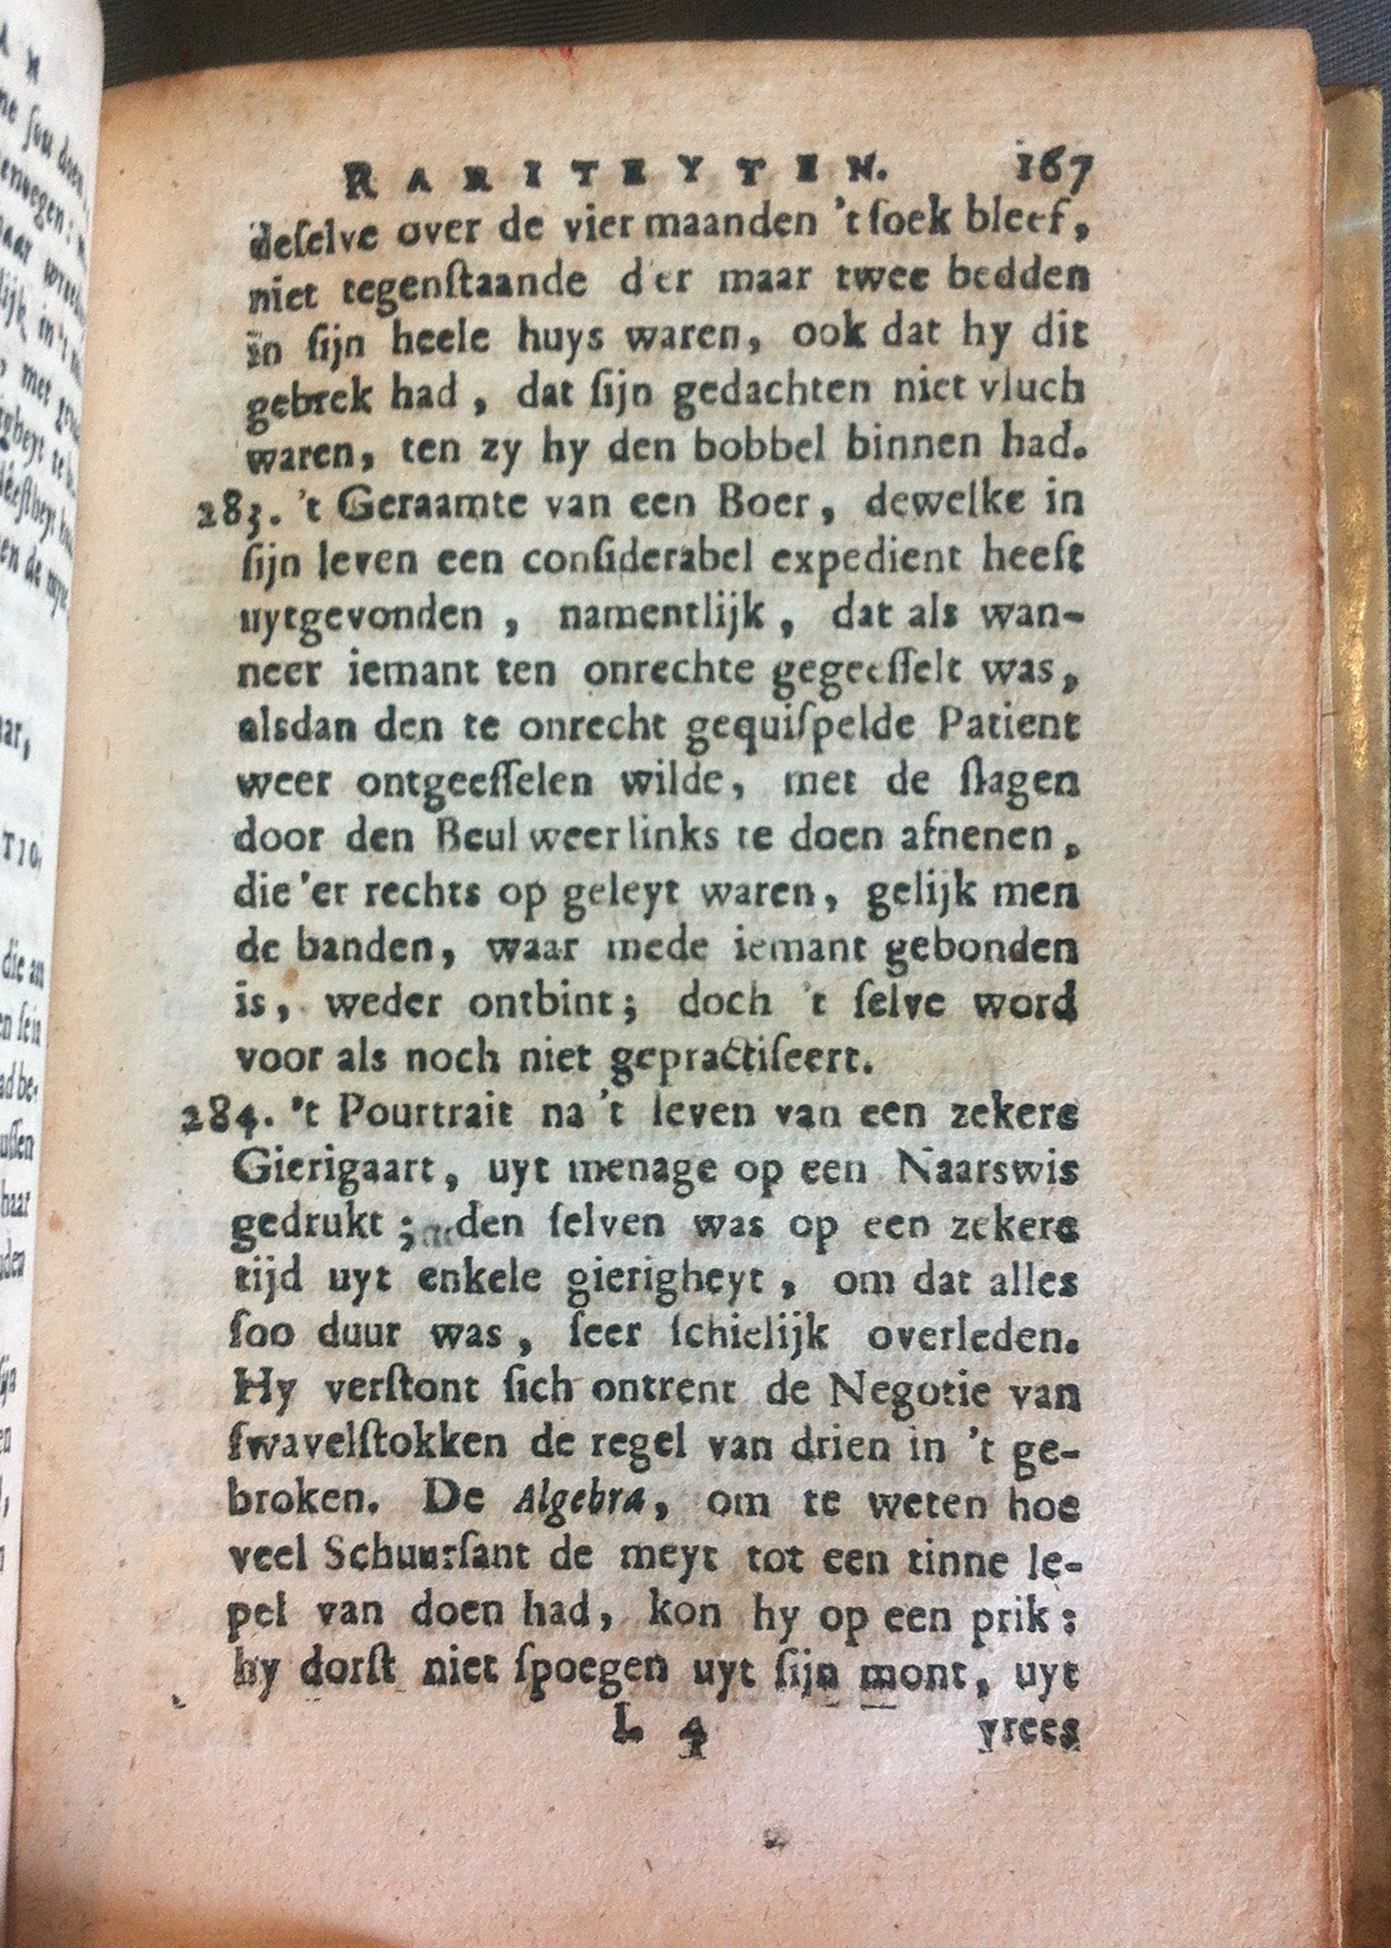 RARITEYTEN. 167
deſelve over de vier maanden 't ſoek bleef,
niet tegenſtaande d'er maar twee bedden
in ſijn heele huys waren, ook dat hy dit
gebrek had, dat ſijn gedachten niet vluch
waren, ten zy hy den bobbel binnen had.
283. 't Geraamte van een Boer, dewelke in
ſijn leven een conſiderabel expedient heeft
uytgevonden, namentlijk, dat als wan-
neer iemant ten onrechte gegeeſſelt was,
alsdan den te onrecht gequiſpelde Patient
weer ontgeeſſelen wilde, met de ſlagen
door den Beul weer links te doen afnenen,
die 'er rechts op geleyt waren, gelijk men
de banden, waar mede iemant gebonden
is, weder ontbint; doch 't ſelve word
voor als noch niet gepractiſeert.
284. 't Pourtrait na 't leven van een zekere
Gierigaart, uyt menage op een Naarswis
gedrukt; den ſelven was op een zekere
tijd uyt enkele gierigheyt, om dat alles
ſoo duur was, ſeer ſchielijk overleden.
Hy verſtont ſich ontrent de Negotie van
ſwavelſtokken de regel van drien in 't ge-
broken. De Algebra, om te weten hoe
veel Schuurſant de meyt tot een tinne le-
pel van doen had, kon hy op een prik:
hy dorſt niet ſpoegen uyt ſijn mont, uyt
L 4 vrees